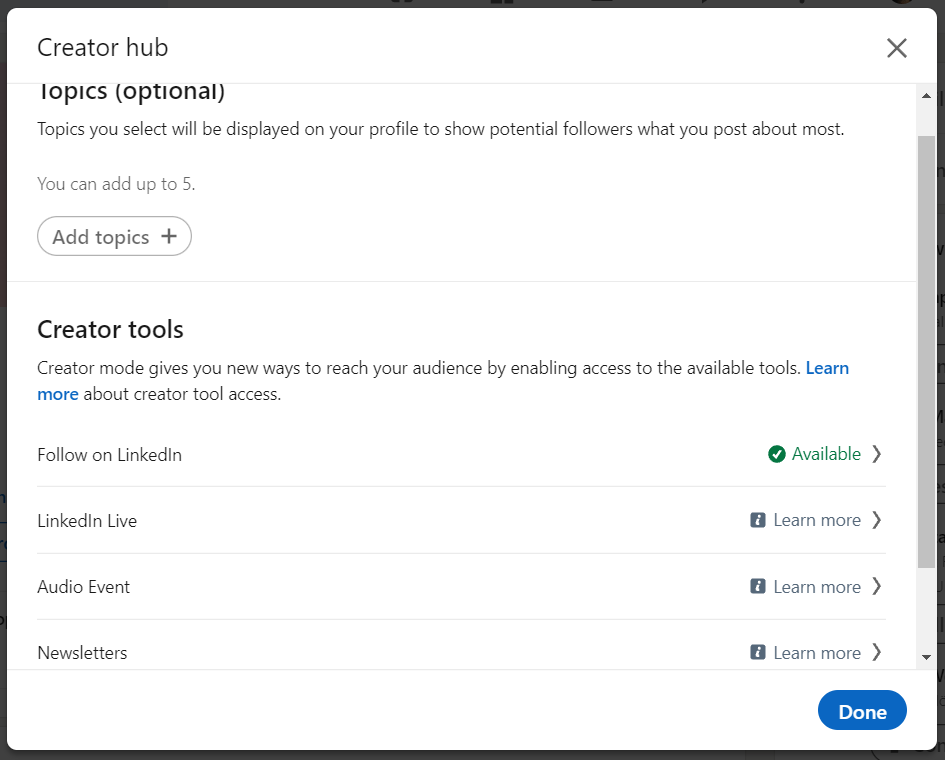 Creator hub
Topics (optional)
Topics you select will be displayed on your profile to show potential followers what you post about most.
You can add up to 5.
Add topics +
Creator tools
Creator mode gives you new ways to reach your audience by enabling access to the available tools. Learn
more about creator tool access.
Follow on LinkedIn Available
LinkedIn Live Learn more
Audio Event Learn more
Newsletters Learn more
Done